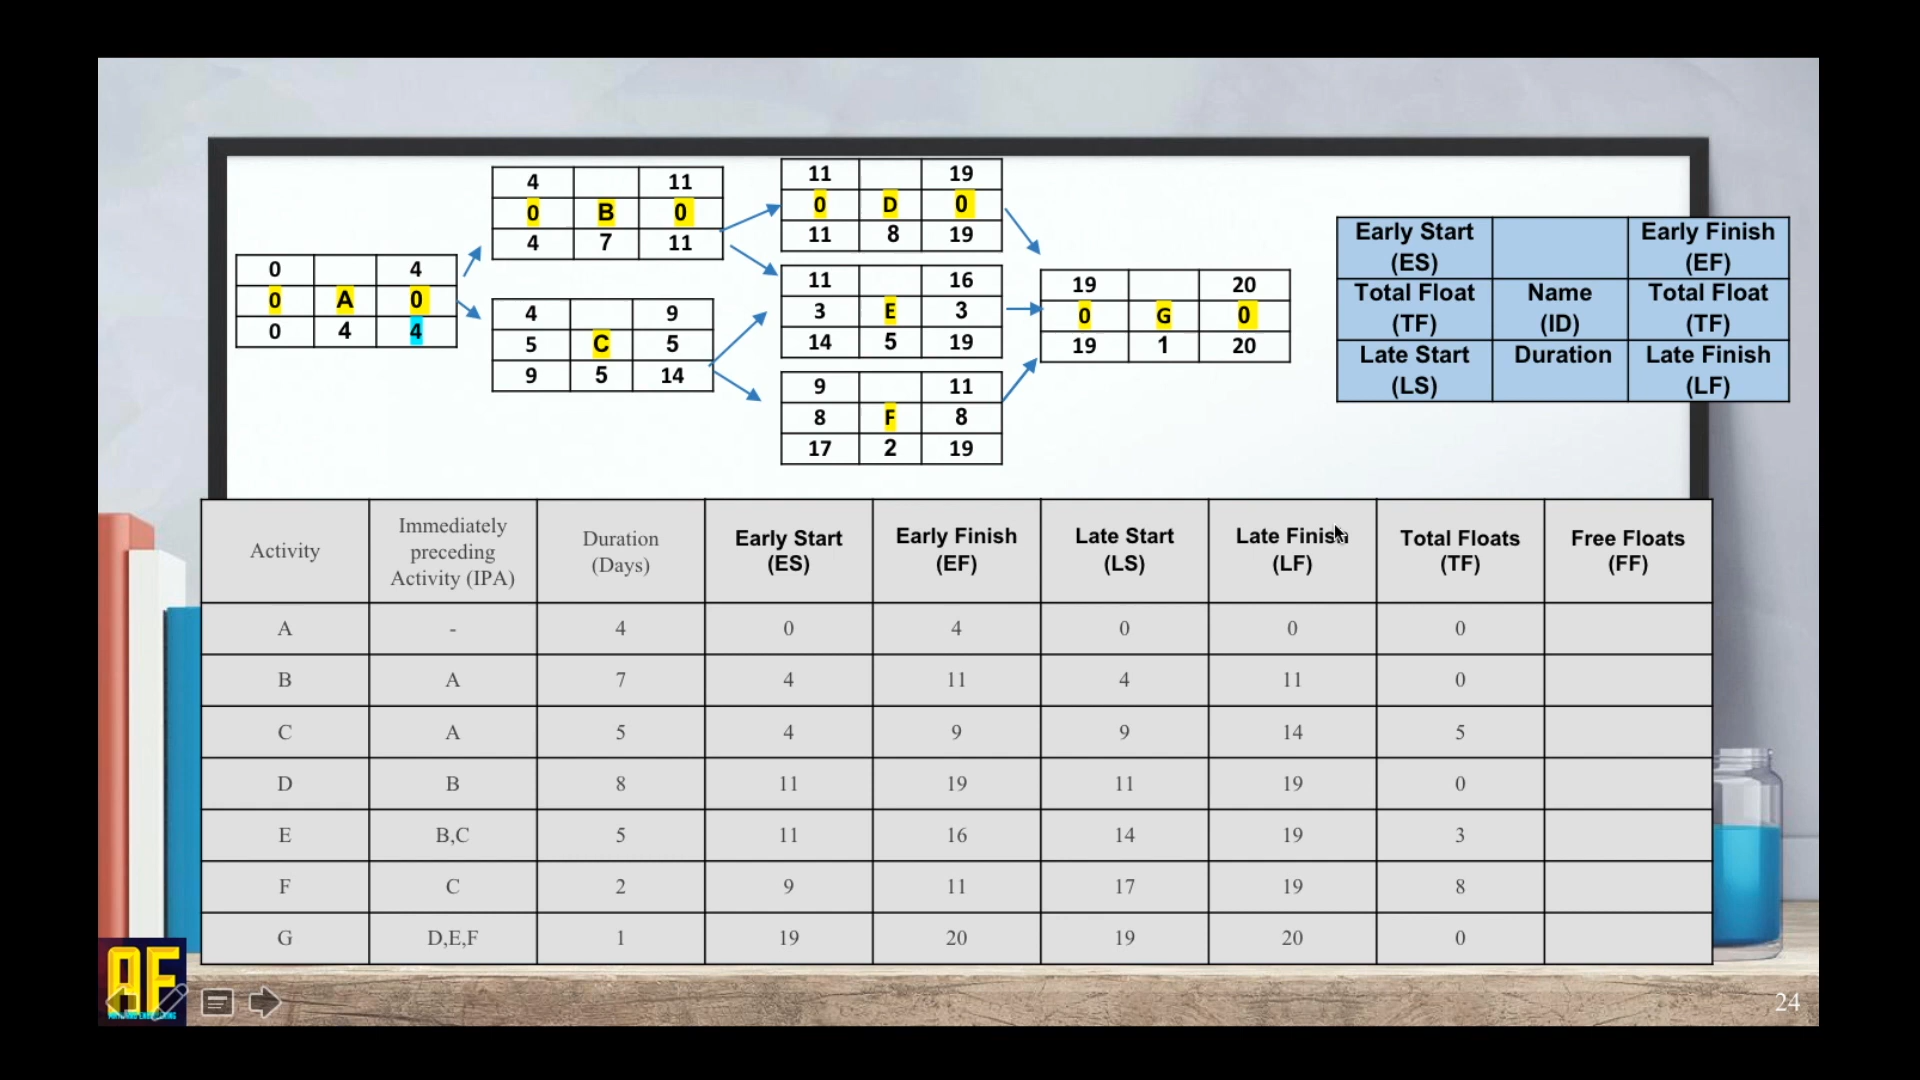 4 11
0 B 0
4 7 11
11 19
0 D 0
11 8 19
0 4
0 A 0
0 4 4
4 9
5 C 5
9 5 14
11 16
3 E 3
14 5 19
9 11
8 F 8
17 2 19
19 20
0 G 0
19 1 20
Early Start Early Finish
(ES) (EF)
Total Float Name Total Float
(TF) (ID) (TF)
Late Start Duration Late Finish
(LS) (LF)
Activity
Immediately
preceding
Activity (IPA)
Duration
(Days)
Early Start
(ES)
Early Finish
(EF)
Late Start
(LS)
Late Finish
(LF)
Total Floats
(TF)
Free Floats
(FF)
A - 4 0 4 0 0 0
B A 7 4 11 4 11 0
C A 5 4 9 9 14 5
D B 8 11 19 11 19 0
E B,C 5 11 16 14 19 3
F C 2 9 11 17 19 8
G D,E,F 1 19 20 19 20 0
AF
24